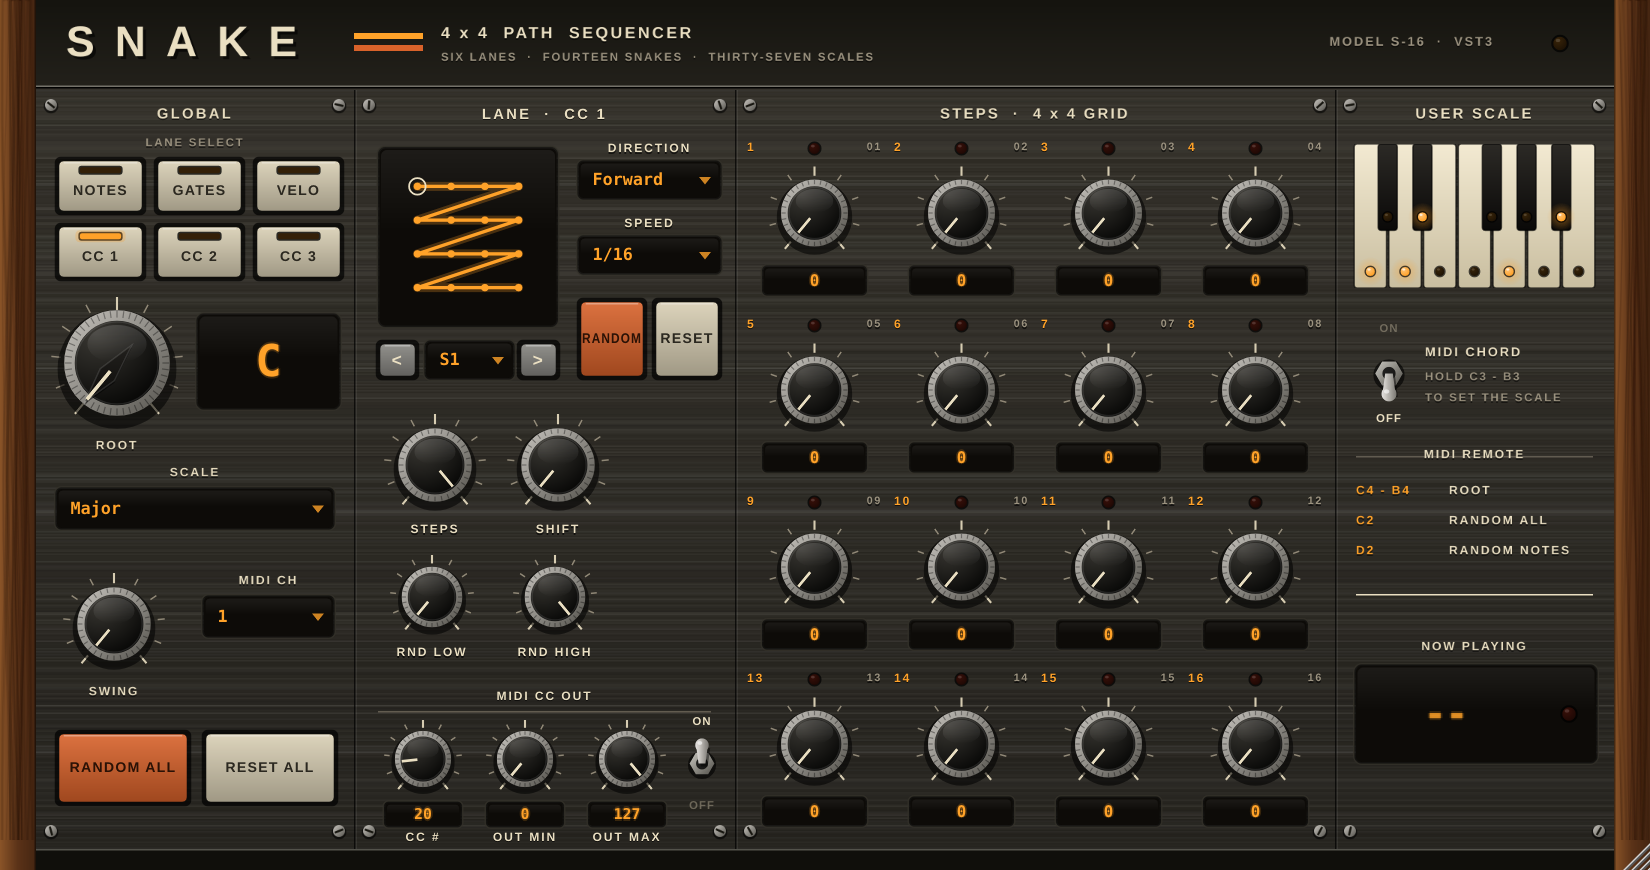 SNAKE
4 x 4 PATH SEQUENCER
SIX LANES · FOURTEEN SNAKES · THIRTY-SEVEN SCALES
MODEL S-16 · VST3
GLOBAL
LANE SELECT
NOTES GATES VELO
CC 1 CC 2 CC 3
C
ROOT
SCALE
Major
MIDI CH
1
SWING
RANDOM ALL RESET ALL
LANE · CC 1
DIRECTION
Forward
SPEED
1/16
RANDOM RESET
< S1 >
STEPS SHIFT
RND LOW RND HIGH
MIDI CC OUT
ON
20 0 127
OFF
CC # OUT MIN OUT MAX
STEPS · 4 x 4 GRID
1 01 2 02 3 03 4 04
0 0 0 0
5 05 6 06 7 07 8 08
0 0 0 0
9 09 10 10 11 11 12 12
0 0 0 0
13 13 14 14 15 15 16 16
0 0 0 0
USER SCALE
ON
MIDI CHORD
HOLD C3 - B3
TO SET THE SCALE
OFF
MIDI REMOTE
C4 - B4 ROOT
C2 RANDOM ALL
D2 RANDOM NOTES
NOW PLAYING
--